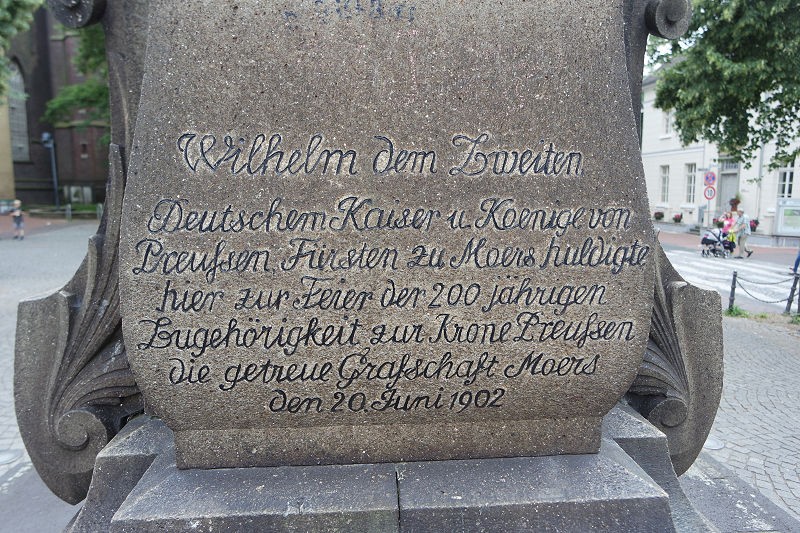 Wilhelm dem Zweiten
Deutschem Kaiser u. Koenige von
Preuſsen, Fürsten zu Moers huldigte
hier zur Feier der 200 jährigen
Zugehörigkeit zur Krone Preuſsen
die getreue Grafschaft Moers
den 20. Juni 1902